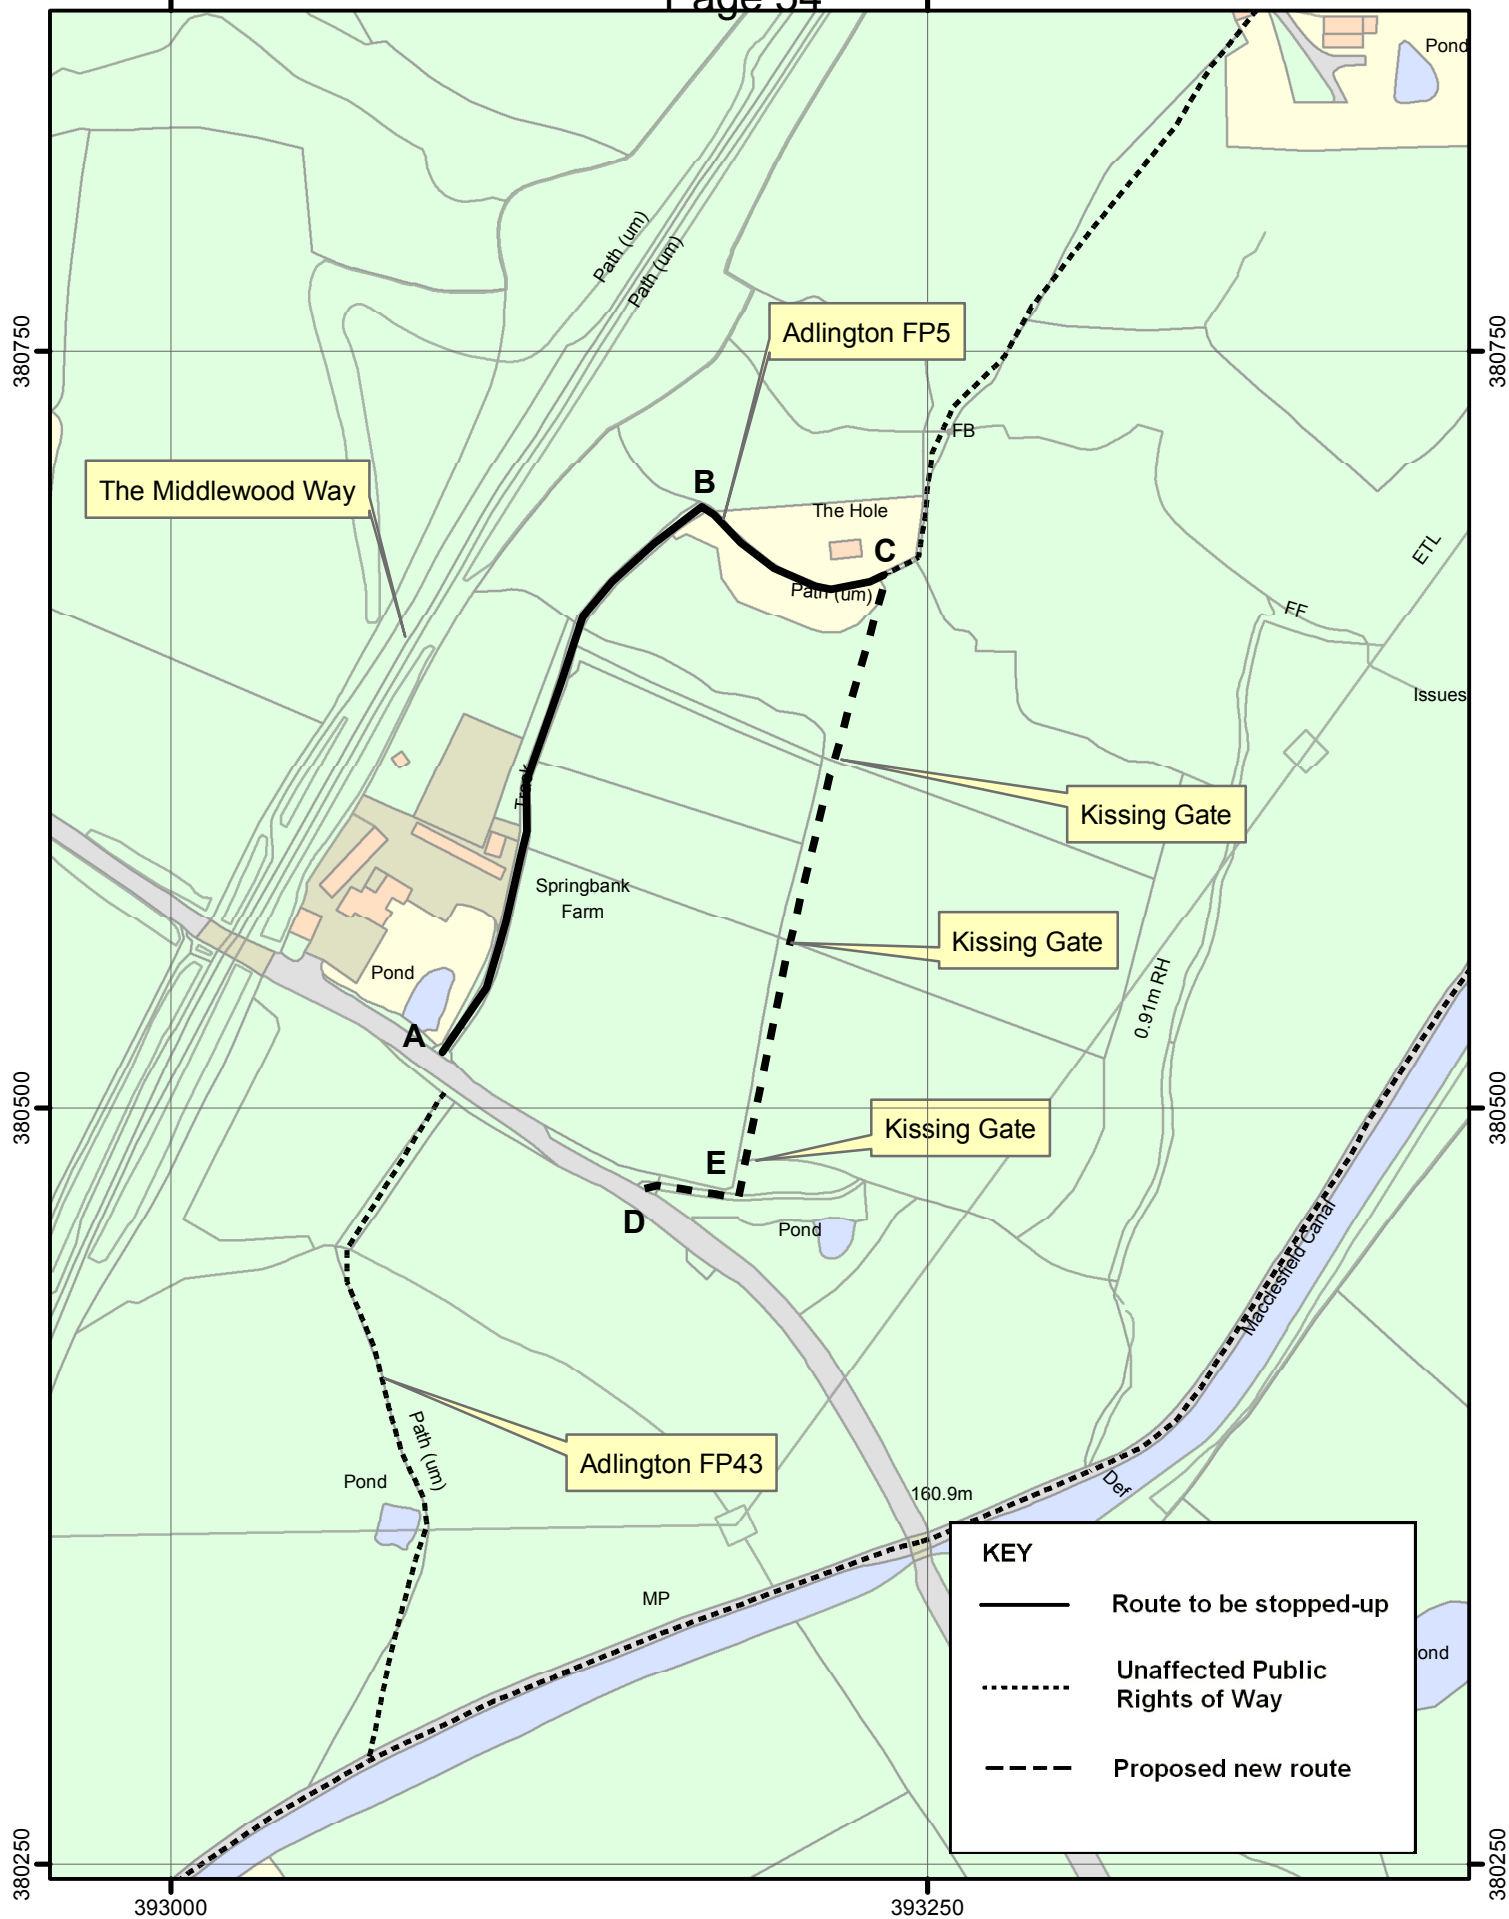 Page 54
Pond
Path (um)
Path (um)
380750
Adlington FP5
380750
FB
The Middlewood Way
B
The Hole
C
ETL
Path (um)
FF
Issues
Track
Kissing Gate
Springbank
Farm
Kissing Gate
Pond
0.91m RH
A
380500
Kissing Gate
380500
E
D
Pond
Macclesfield Canal
Path (um)
Adlington FP43
Pond
Def
160.9m
KEY
MP
Route to be stopped-up
ond
Unaffected Public
Rights of Way
Proposed new route
380250
380250
393000
393250